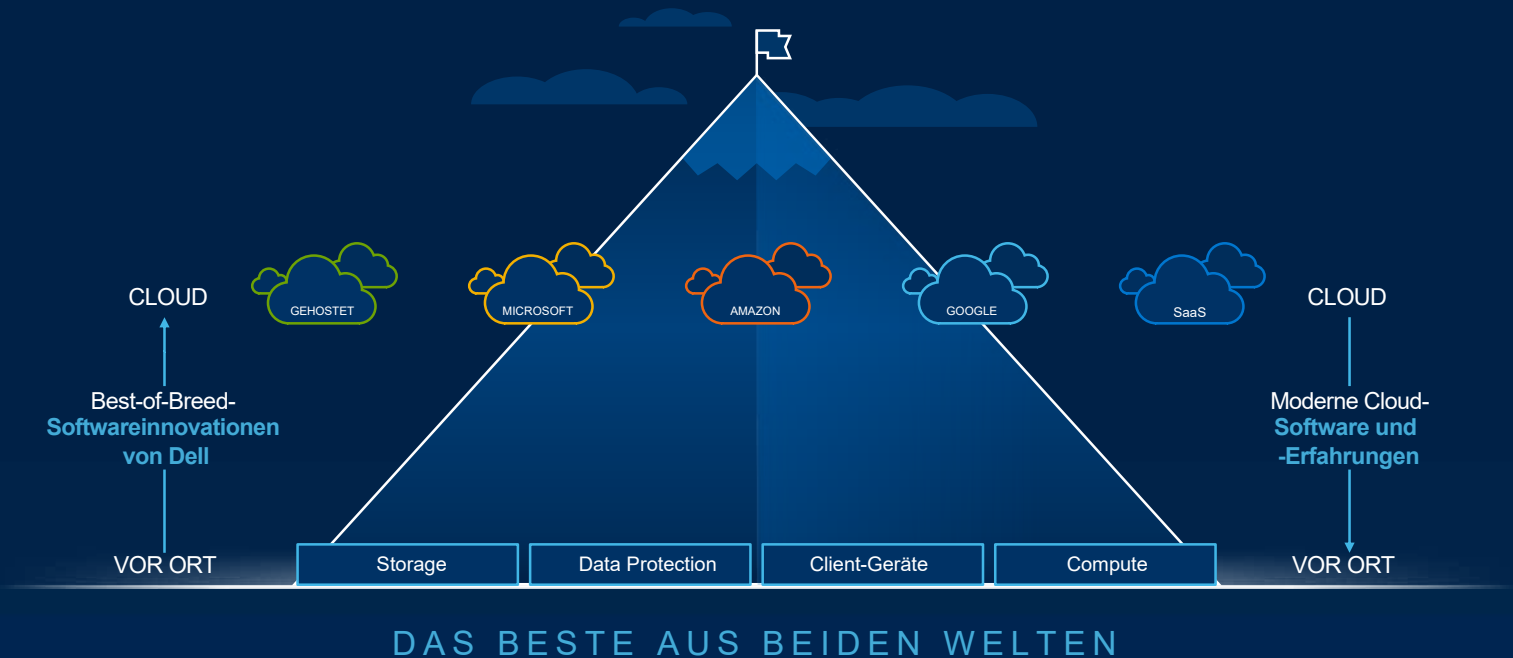 GEHOSTET
MICROSOFT
AMAZON
GOOGLE
SaaS
CLOUD
Best-of-Breed-
Softwareinnovationen
von Dell
VOR ORT
CLOUD
Moderne Cloud-
Software und
-Erfahrungen
VOR ORT
Storage
Data Protection
Client-Geräte
Compute
DAS BESTE AUS BEIDEN WELTEN